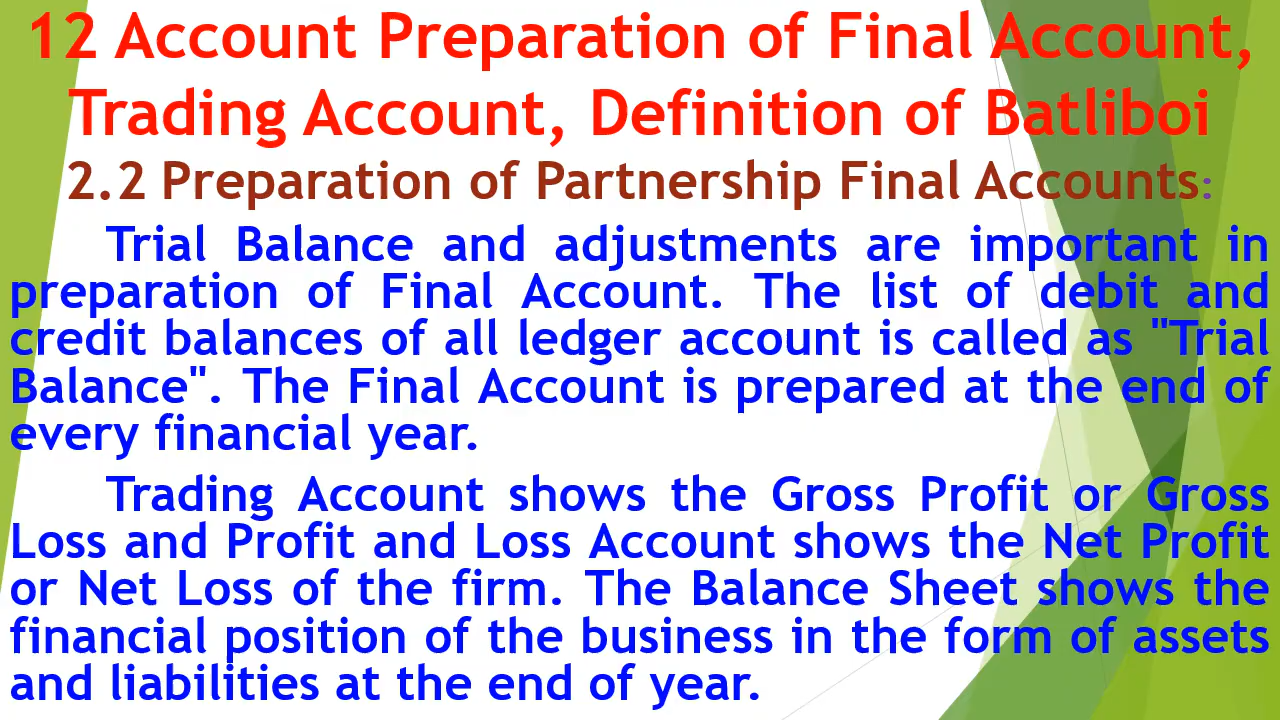 12 Account Preparation of Final Account,
Trading Account, Definition of Batliboi
2.2 Preparation of Partnership Final Accounts:
Trial Balance and adjustments are important in
preparation of Final Account. The list of debit and
credit balances of all ledger account is called as "Trial
Balance". The Final Account is prepared at the end of
every financial year.
Trading Account shows the Gross Profit or Gross
Loss and Profit and Loss Account shows the Net Profit
or Net Loss of the firm. The Balance Sheet shows the
financial position of the business in the form of assets
and liabilities at the end of year.